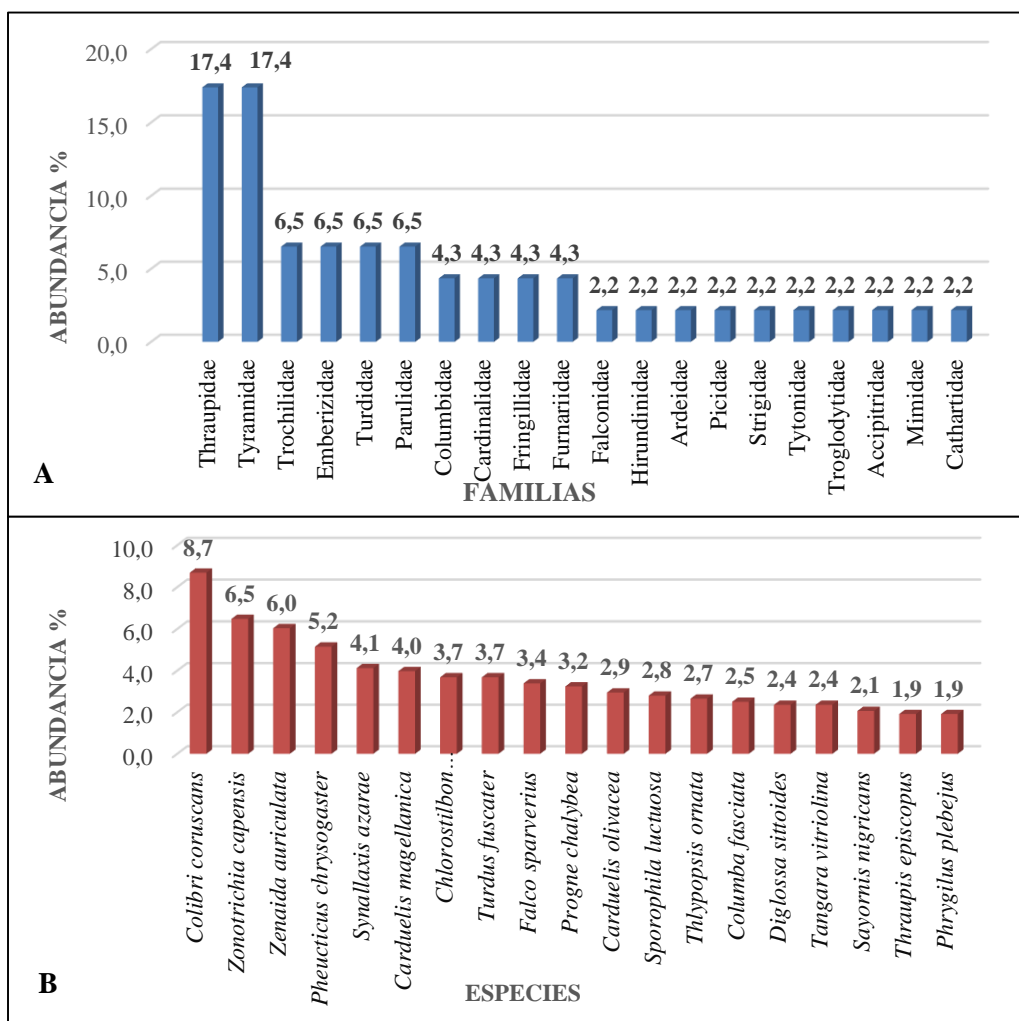 20,0
15,0
10,0
5,0
0,0
ABUNDANCIA %
17,4 17,4 6,5 6,5 6,5 6,5 4,3 4,3 4,3 4,3 2,2 2,2 2,2 2,2 2,2 2,2 2,2 2,2 2,2 2,2
Thraupidae
Tyrannidae
Trochilidae
Emberizidae
Turdidae
Parulidae
Columbidae
Cardinalidae
Fringillidae
Furnariidae
Falconidae
Hirundinidae
Ardeidae
Picidae
Strigidae
Tytonidae
Troglodytidae
Accipitridae
Mimidae
Cathartidae
A
FAMILIAS
10,0
8,0
6,0
4,0
2,0
0,0
ABUNDANCIA %
8,7 6,5 6,0 5,2 4,1 4,0 3,7 3,7 3,4 3,2 2,9 2,8 2,7 2,5 2,4 2,4 2,1 1,9 1,9
Colibri coruscans
Zonotrichia capensis
Zenaida auriculata
Pheucticus chrysogaster
Synallaxis azarae
Carduelis magellanica
Chlorostilbon…
Turdus fuscater
Falco sparverius
Progne chalybea
Carduelis olivacea
Sporophila luctuosa
Thlypopsis ornata
Columba fasciata
Diglossa sittoides
Tangara vitriolina
Sayornis nigricans
Thraupis episcopus
Phrygilus plebejus
B
ESPECIES